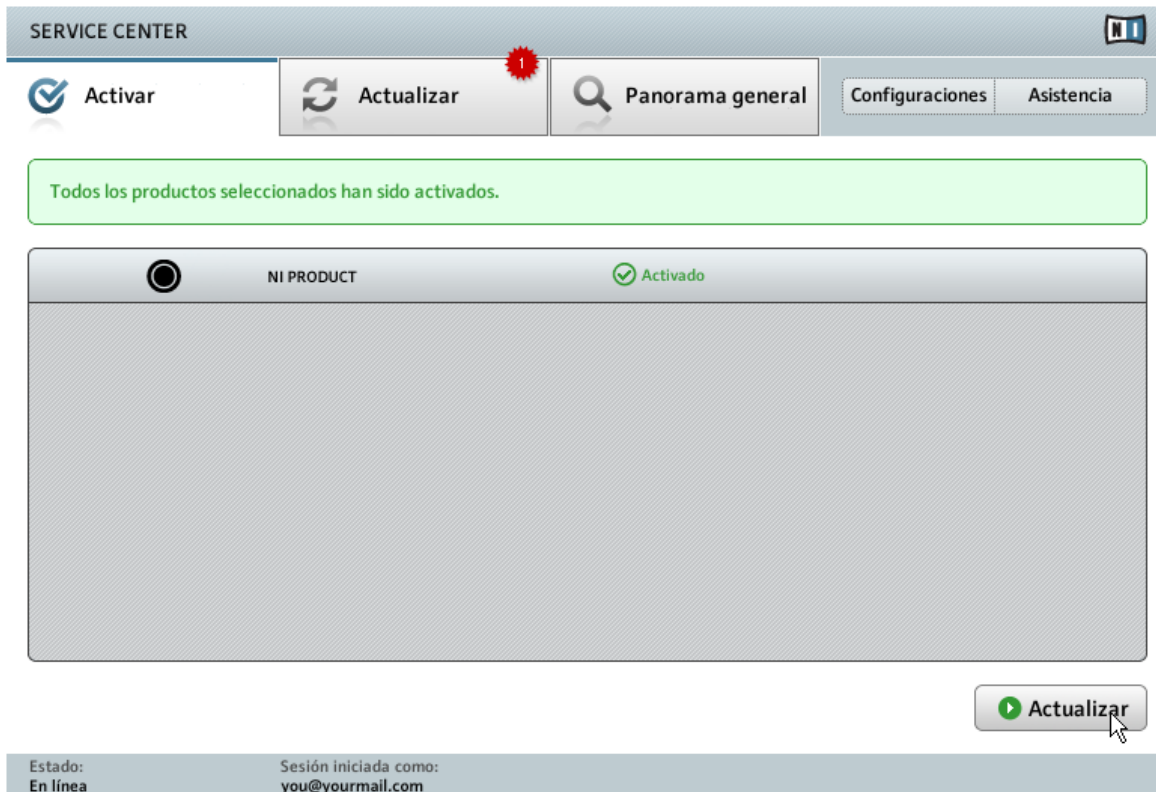 SERVICE CENTER
NI
Activar
Actualizar
1
Panorama general
Configuraciones
Asistencia
Todos los productos seleccionados han sido activados.
NI PRODUCT
Activado
Actualizar
Estado:
Sesión iniciada como:
En línea
you@yourmail.com